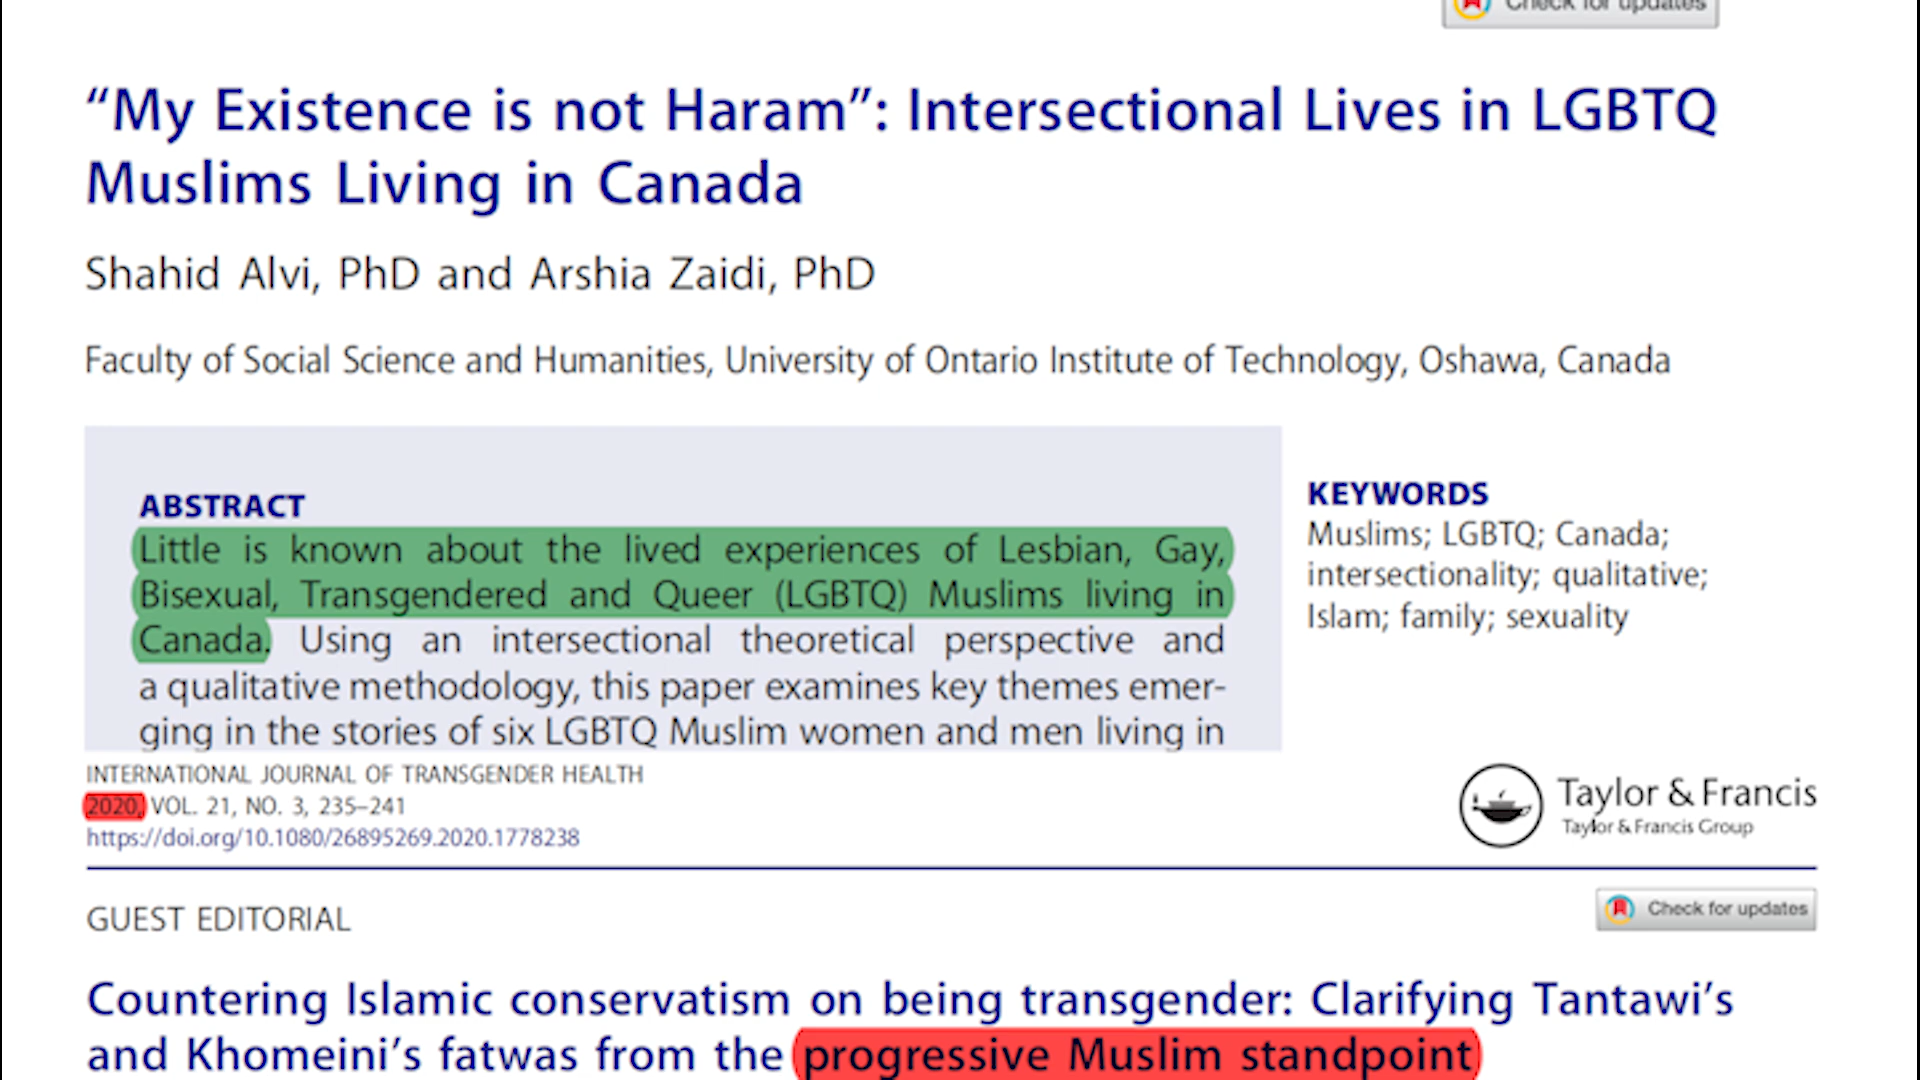 Check for updates
“My Existence is not Haram”: Intersectional Lives in LGBTQ
Muslims Living in Canada
Shahid Alvi, PhD and Arshia Zaidi, PhD
Faculty of Social Science and Humanities, University of Ontario Institute of Technology, Oshawa, Canada
ABSTRACT
Little is known about the lived experiences of Lesbian, Gay,
Bisexual, Transgendered and Queer (LGBTQ) Muslims living in
Canada. Using an intersectional theoretical perspective and
a qualitative methodology, this paper examines key themes emer-
ging in the stories of six LGBTQ Muslim women and men living in
KEYWORDS
Muslims; LGBTQ; Canada;
intersectionality; qualitative;
Islam; family; sexuality
INTERNATIONAL JOURNAL OF TRANSGENDER HEALTH
2020, VOL. 21, NO. 3, 235–241
https://doi.org/10.1080/26895269.2020.1778238
Taylor & Francis
Taylor & Francis Group
GUEST EDITORIAL
Check for updates
Countering Islamic conservatism on being transgender: Clarifying Tantawi’s
and Khomeini’s fatwas from the progressive Muslim standpoint